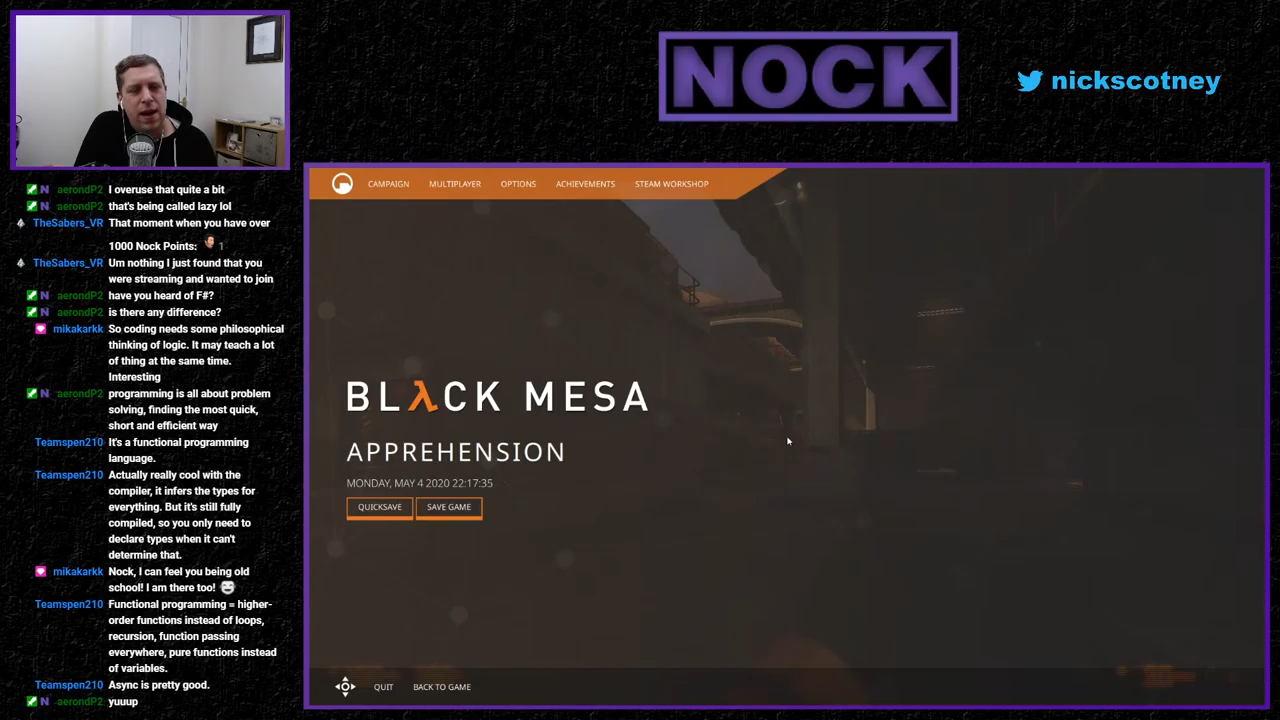 NOCK
nickscotney
aerondP2 I overuse that quite a bit
aerondP2 that's being called lazy lol
TheSabers_VR That moment when you have over
1000 Nock Points: 1
TheSabers_VR Um nothing I just found that you
were streaming and wanted to join
aerondP2 have you heard of F#?
aerondP2 is there any difference?
mikakarkk So coding needs some philosophical
thinking of logic. It may teach a lot
of thing at the same time.
Interesting
aerondP2 programming is all about problem
solving, finding the most quick,
short and efficient way
Teamspen210 It's a functional programming
language.
Teamspen210 Actually really cool with the
compiler, it infers the types for
everything. But it's still fully
compiled, so you only need to
declare types when it can't
determine that.
mikakarkk Nock, I can feel you being old
school! I am there too!
Teamspen210 Functional programming = higher-
order functions instead of loops,
recursion, function passing
everywhere, pure functions instead
of variables.
Teamspen210 Async is pretty good.
aerondP2 yuuup
CAMPAIGN MULTIPLAYER OPTIONS ACHIEVEMENTS STEAM WORKSHOP
BLλCK MESA
APPREHENSION
MONDAY, MAY 4 2020 22:17:35
QUICKSAVE SAVE GAME
QUIT BACK TO GAME